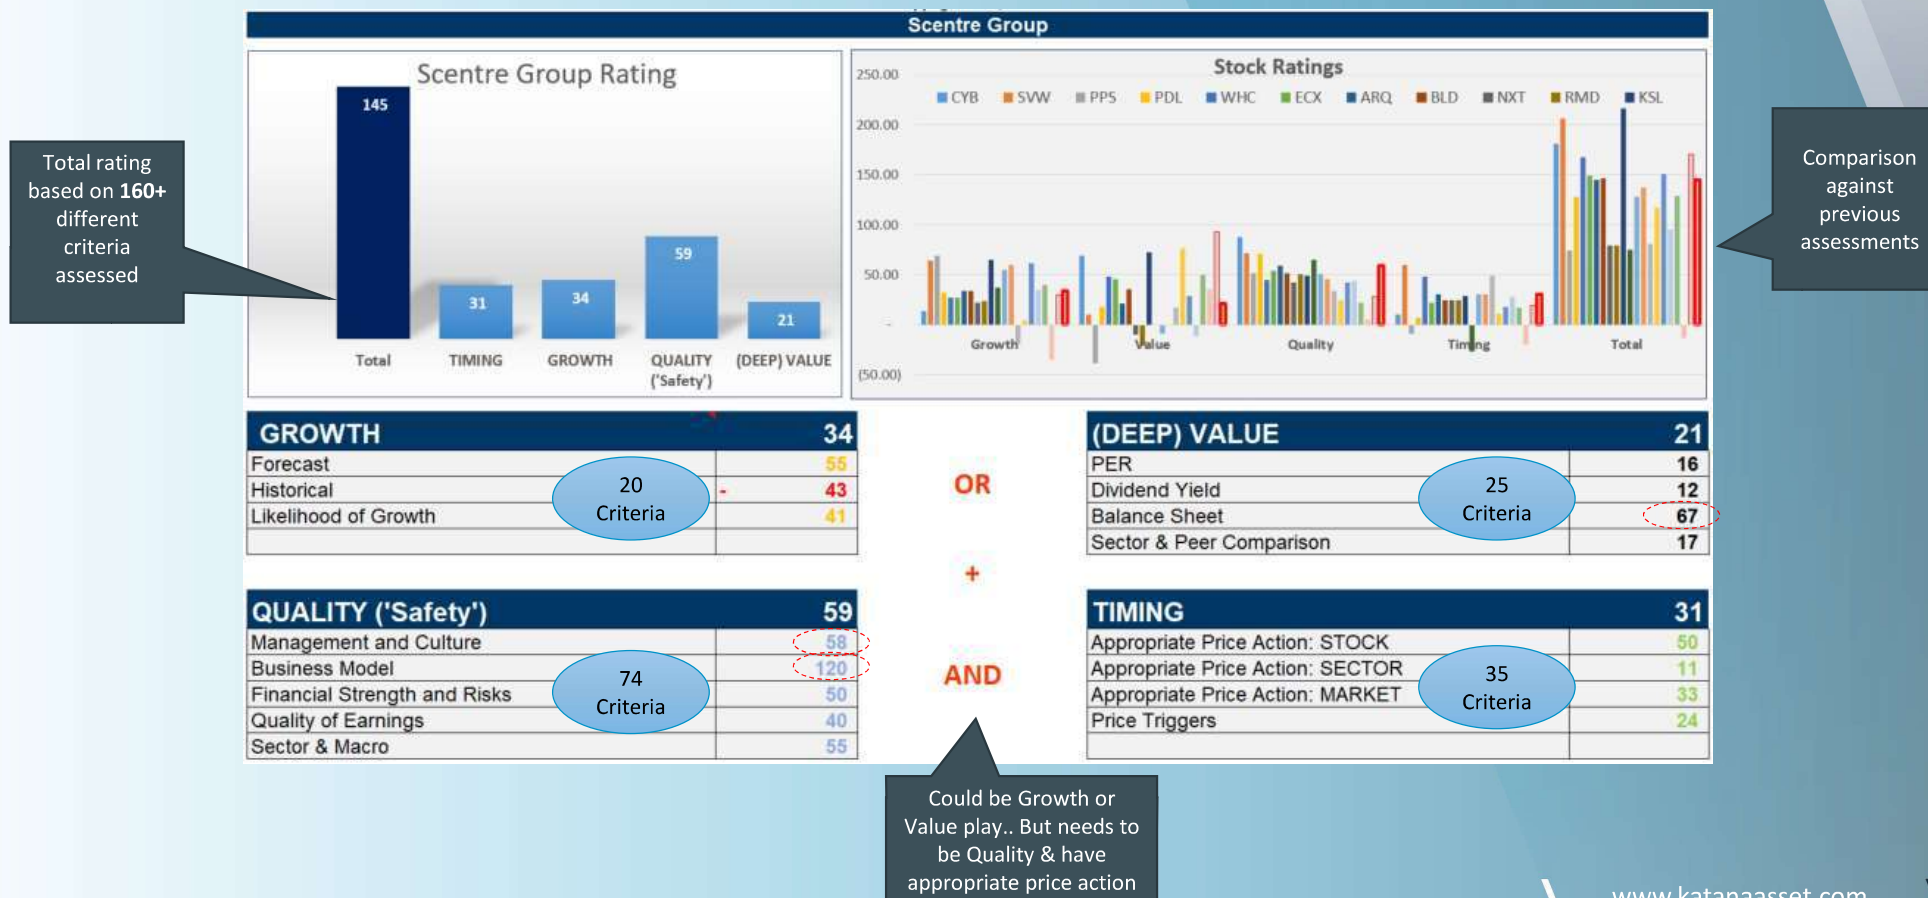 Scentre Group
Scentre Group Rating
145
31
34
59
21
Total
TIMING
GROWTH
QUALITY
('Safety')
(DEEP) VALUE
Stock Ratings
CYB SVW PPS PDL WHC ECX ARQ BLD NXT RMD KSL
250.00
200.00
150.00
100.00
50.00
-
(50.00)
Growth
Value
Quality
Timing
Total
Total rating
based on 160+
different
criteria
assessed
Comparison
against
previous
assessments
GROWTH 34
Forecast 55
Historical - 43
Likelihood of Growth 41
20
Criteria
OR
+
AND
(DEEP) VALUE 21
PER 16
Dividend Yield 12
Balance Sheet 67
Sector & Peer Comparison 17
25
Criteria
QUALITY ('Safety') 59
Management and Culture 58
Business Model 120
Financial Strength and Risks 50
Quality of Earnings 40
Sector & Macro 55
74
Criteria
TIMING 31
Appropriate Price Action: STOCK 50
Appropriate Price Action: SECTOR 11
Appropriate Price Action: MARKET 33
Price Triggers 24
35
Criteria
Could be Growth or
Value play.. But needs to
be Quality & have
appropriate price action
www.katanaasset.com